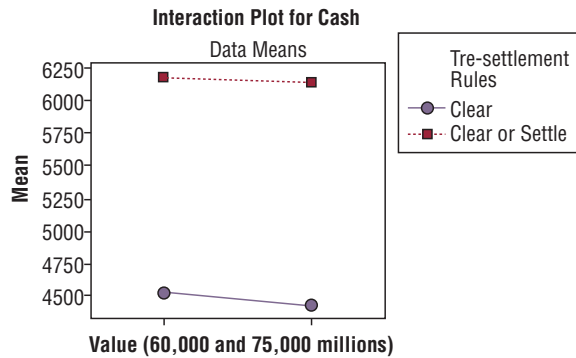 Interaction Plot for Cash
Data Means
6250
6000
5750
5500
5250
5000
4750
4500
Mean
Value (60,000 and 75,000 millions)
Tre-settlement
Rules
Clear
Clear or Settle